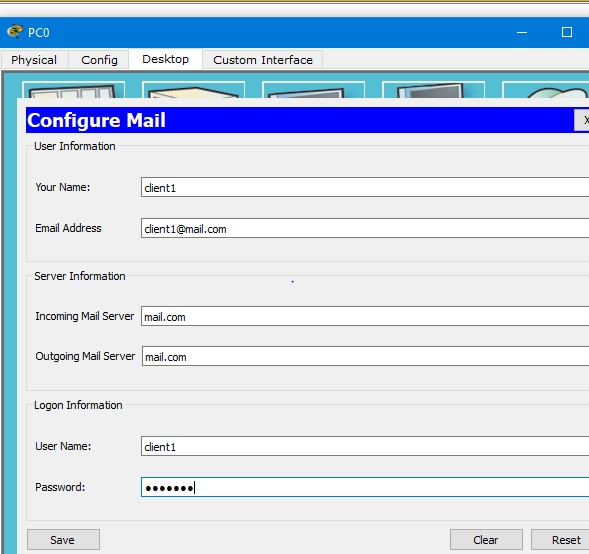 PC0
Physical Config Desktop Custom Interface
Configure Mail X
User Information
Your Name: client1
Email Address client1@mail.com
Server Information
Incoming Mail Server mail.com
Outgoing Mail Server mail.com
Logon Information
User Name: client1
Password: •••••••
Save Clear Reset